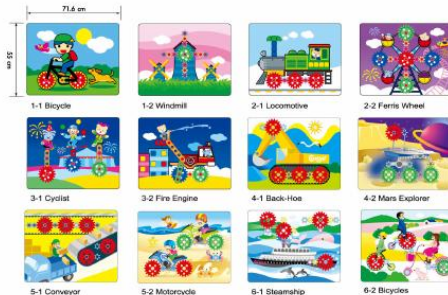 71.6 cm
55 cm
1-1 Bicycle
1-2 Windmill
2-1 Locomotive
2-2 Ferris Wheel
3-1 Cyclist
3-2 Fire Engine
4-1 Back-Hoe
4-2 Mars Explorer
5-1 Conveyor
5-2 Motorcycle
6-1 Steamship
6-2 Bicycles